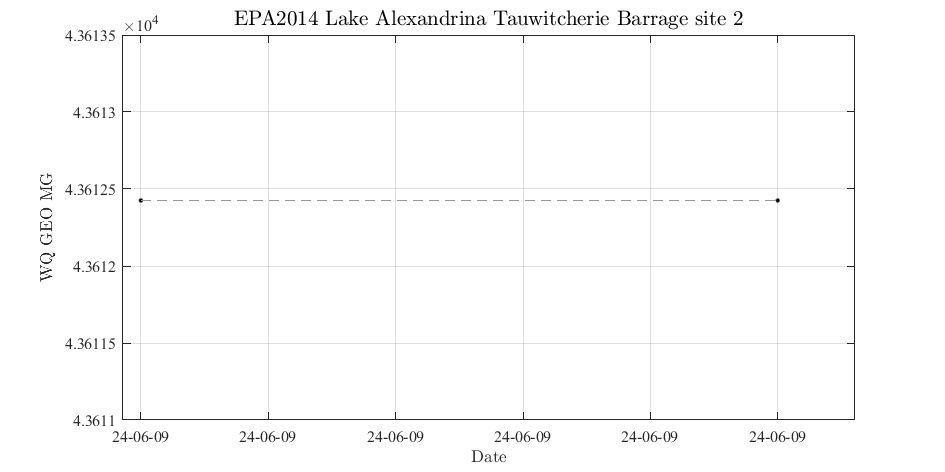 EPA2014 Lake Alexandrina Tauwitcherie Barrage site 2
×10⁴
4.36135
4.3613
4.36125
4.3612
4.36115
4.3611
WQ GEO MG
24-06-09 24-06-09 24-06-09 24-06-09 24-06-09 24-06-09
Date